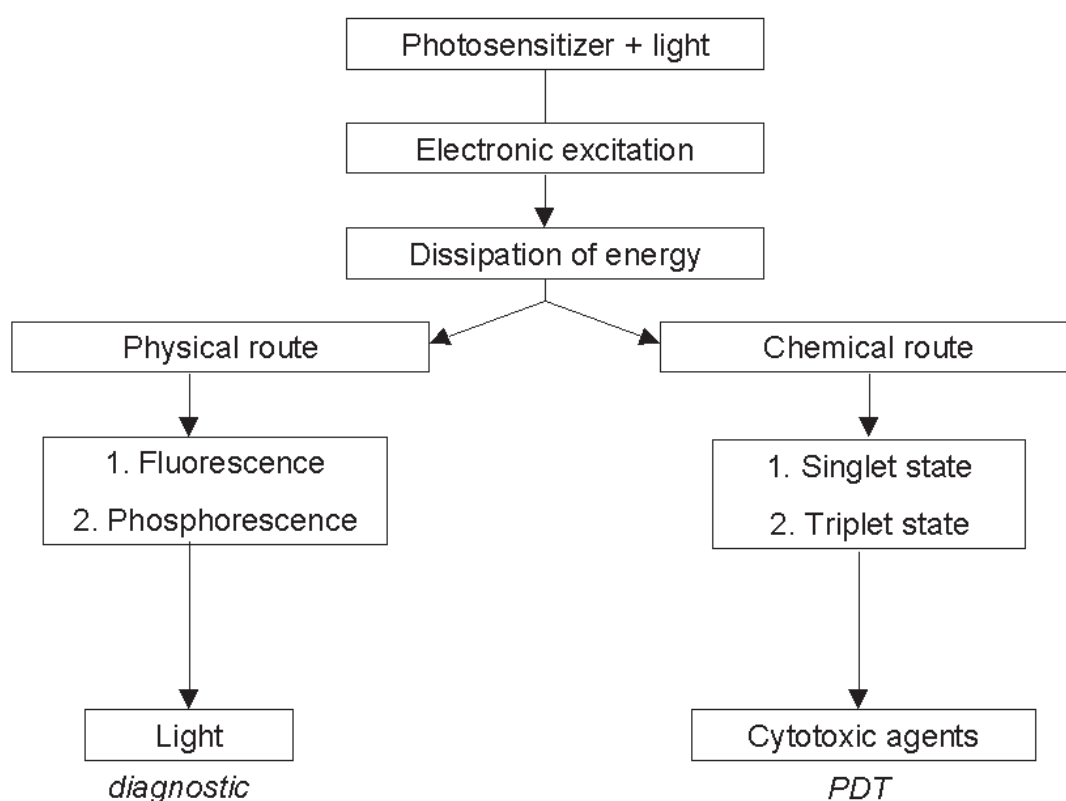 Photosensitizer + light
Electronic excitation
Dissipation of energy
Physical route
Chemical route
1. Fluorescence
2. Phosphorescence
1. Singlet state
2. Triplet state
Light
diagnostic
Cytotoxic agents
PDT